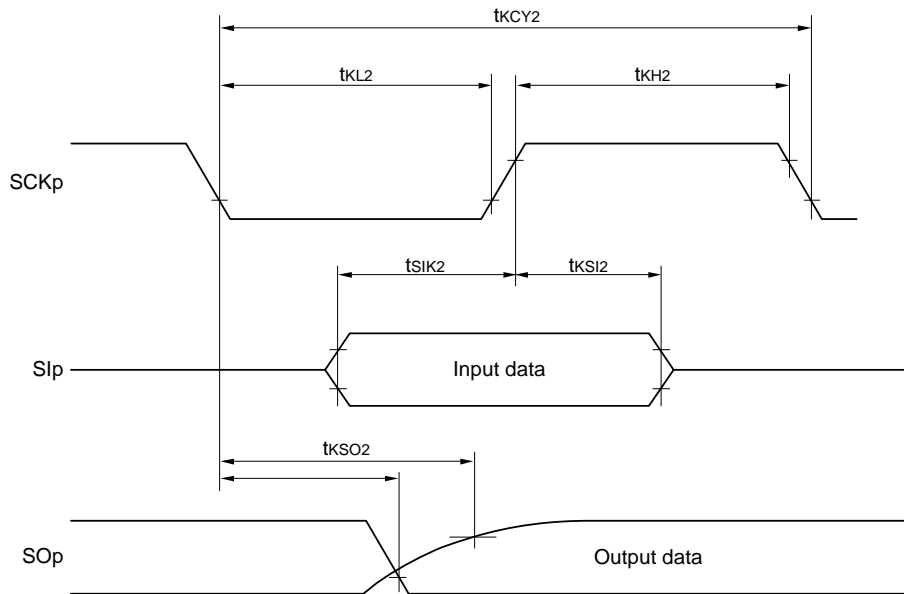 tKCY2
tKL2
tKH2
SCKp
tSIK2
tKSI2
SIp
Input data
tKSO2
SOp
Output data